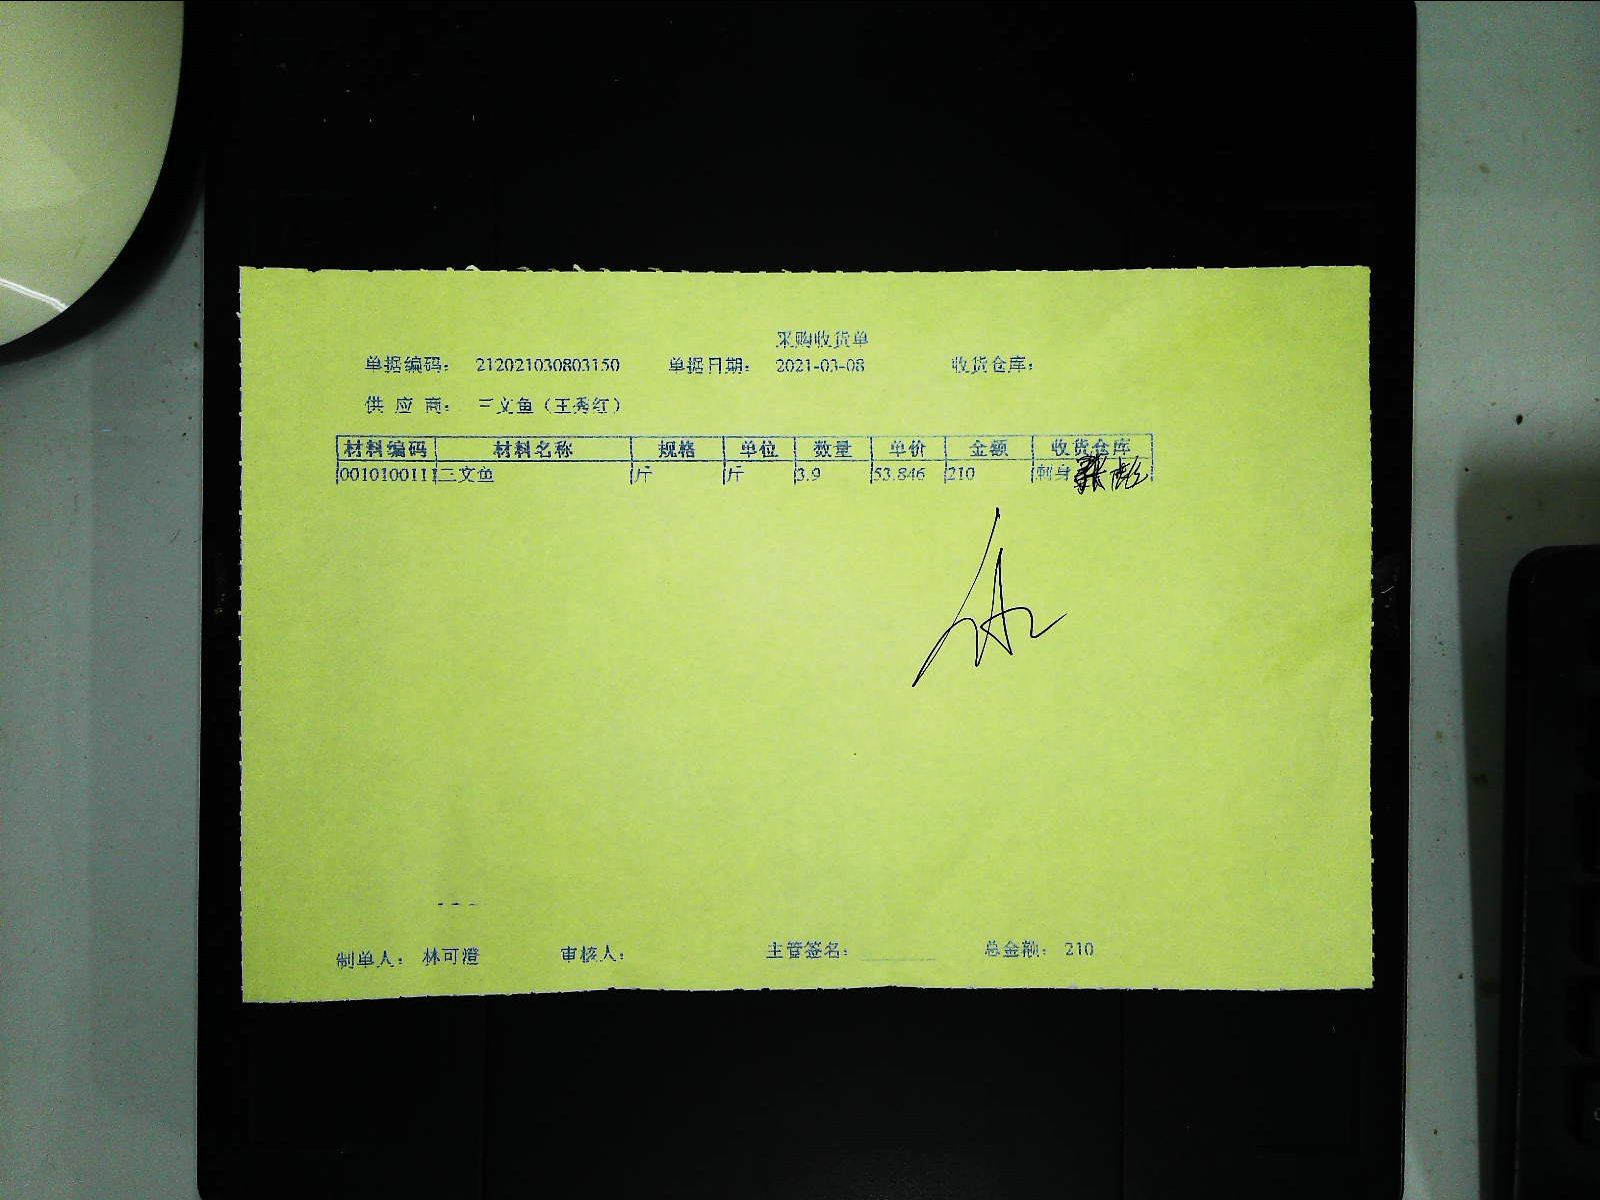 采购收货单
单据编码： 212021030803150 单据日期： 2021-03-08 收货仓库：
供 应 商： 三文鱼（王秀红）
材料编码 材料名称 规格 单位 数量 单价 金额 收货仓库
0010100111 三文鱼 斤 斤 3.9 53.846 210 刺身
制单人： 林可澄 审核人： 主管签名： 总金额： 210